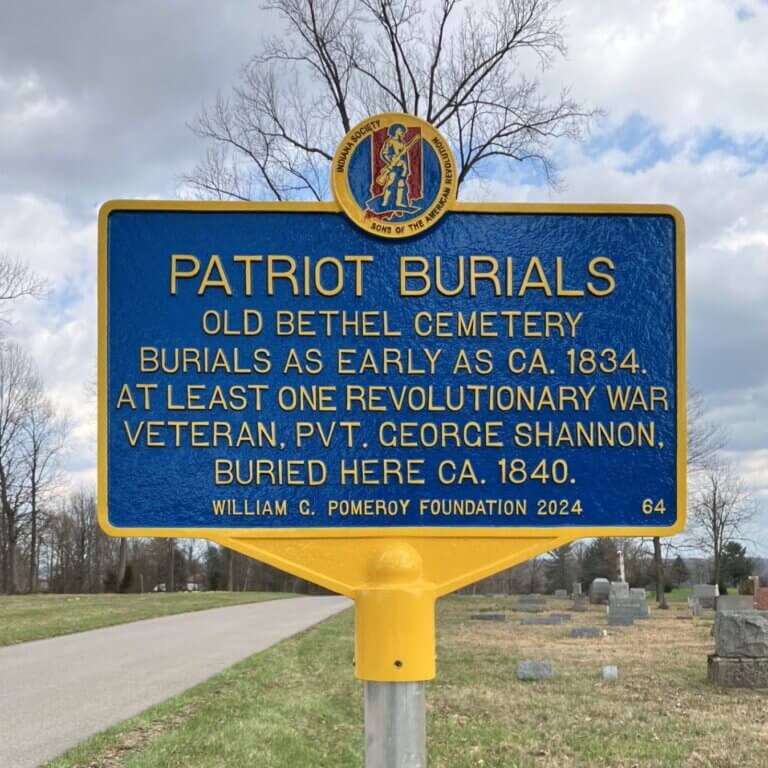 INDIANA SOCIETY
SONS OF THE AMERICAN REVOLUTION
PATRIOT BURIALS
OLD BETHEL CEMETERY
BURIALS AS EARLY AS CA. 1834.
AT LEAST ONE REVOLUTIONARY WAR
VETERAN, PVT. GEORGE SHANNON,
BURIED HERE CA. 1840.
WILLIAM G. POMEROY FOUNDATION 2024 64